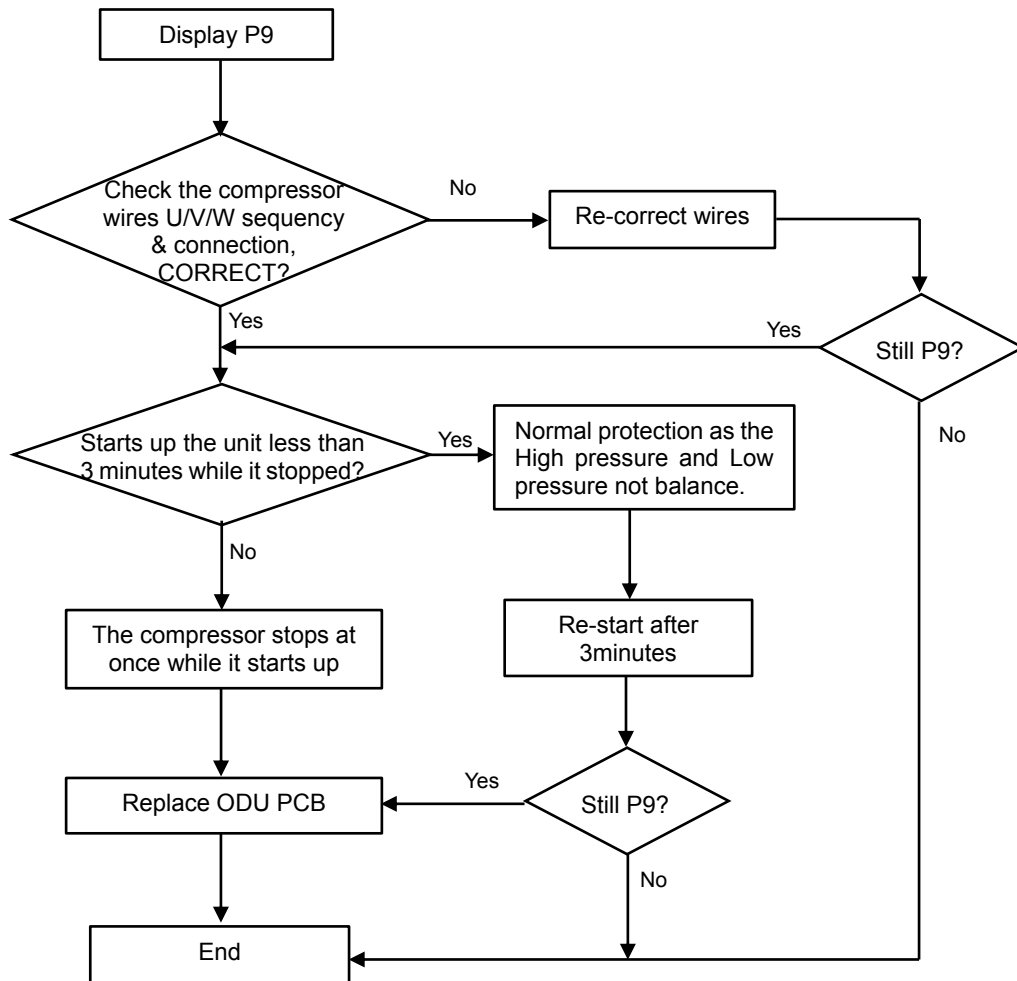 Display P9
Check the compressor
wires U/V/W sequency
& connection,
CORRECT?
No
Re-correct wires
Yes
Yes
Still P9?
No
Starts up the unit less than
3 minutes while it stopped?
Yes
Normal protection as the
High pressure and Low
pressure not balance.
No
The compressor stops at
once while it starts up
Re-start after
3minutes
Yes
Replace ODU PCB
Still P9?
No
End